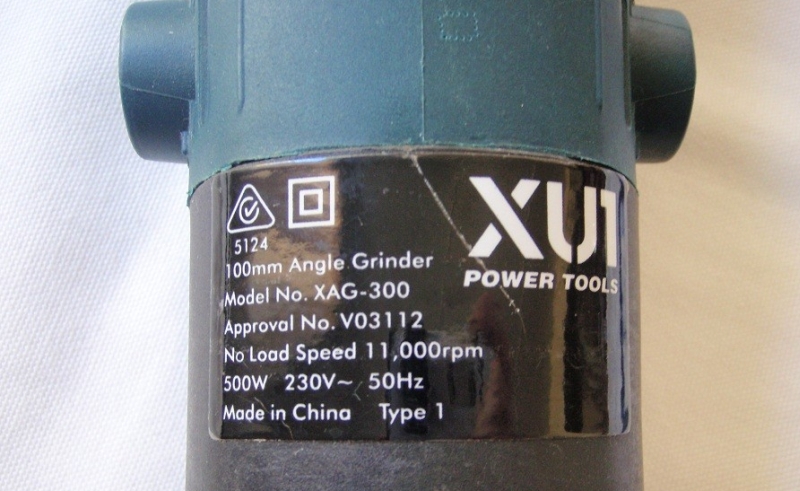 XU1
POWER TOOLS
5124
100mm Angle Grinder
Model No. XAG-300
Approval No. V03112
No Load Speed 11,000rpm
500W 230V~ 50Hz
Made in China Type 1